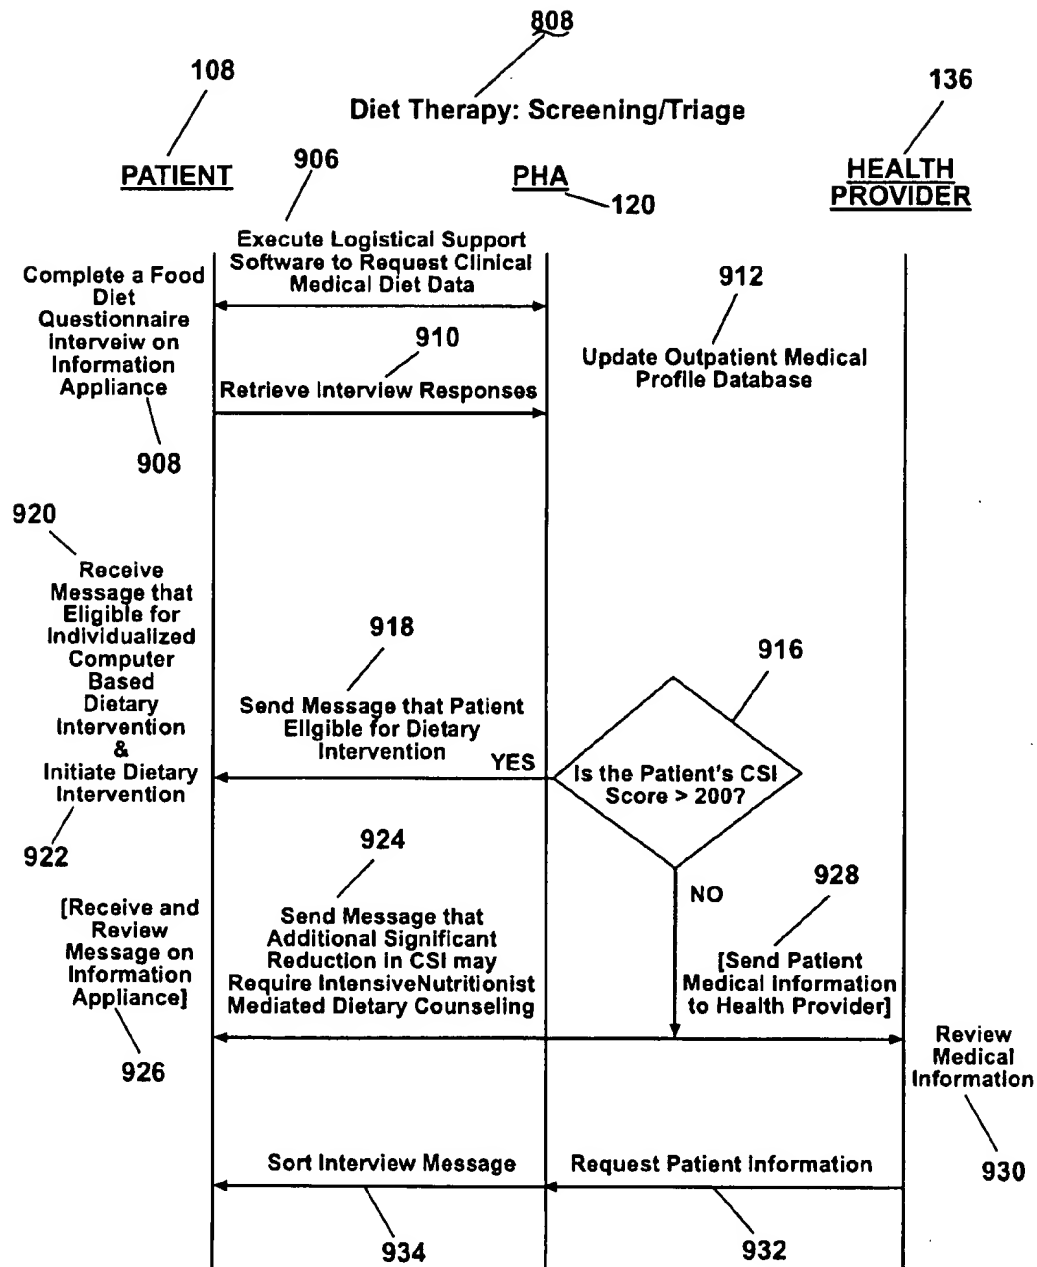 808
108
136
Diet Therapy: Screening/Triage
906
PATIENT
PHA
HEALTH
PROVIDER
120
Execute Logistical Support
Software to Request Clinical
Medical Diet Data
Complete a Food
Diet
Questionnaire
Interveiw on
Information
Appliance
912
910
Update Outpatient Medical
Profile Database
Retrieve Interview Responses
908
920
Receive
Message that
Eligible for
Individualized
Computer
Based
Dietary
Intervention
&
Initiate Dietary
Intervention
918
916
Send Message that Patient
Eligible for Dietary
Intervention
YES
Is the Patient's CSI
Score > 200?
922
924
928
NO
[Receive and
Review
Message on
Information
Appliance]
Send Message that
Additional Significant
Reduction in CSI may
Require IntensiveNutritionist
Mediated Dietary Counseling
[Send Patient
Medical Information
to Health Provider]
926
Review
Medical
Information
Sort Interview Message
Request Patient Information
930
934
932